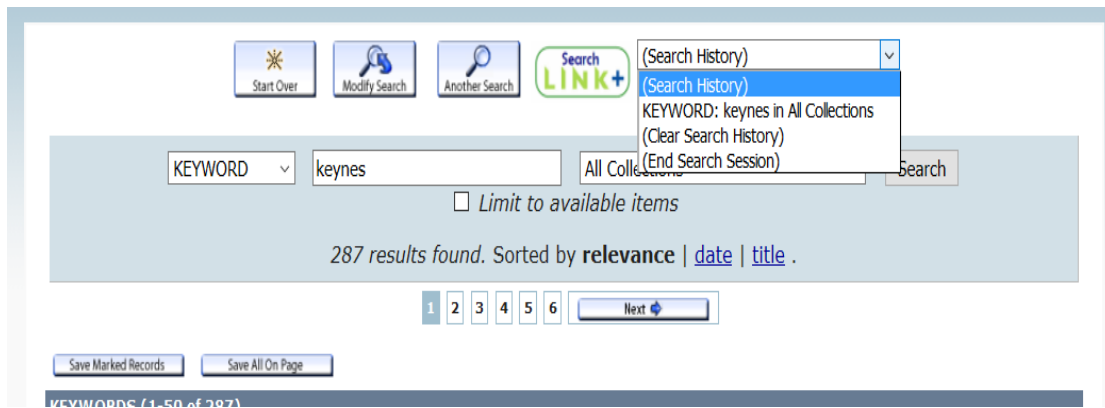 Start Over
Modify Search
Another Search
Search
LINK+
(Search History)
(Search History)
KEYWORD: keynes in All Collections
(Clear Search History)
(End Search Session)
KEYWORD keynes All Collections Search
Limit to available items
287 results found. Sorted by relevance | date | title .
1 2 3 4 5 6 Next
Save Marked Records Save All On Page
KEYWORDS (1-50 of 287)